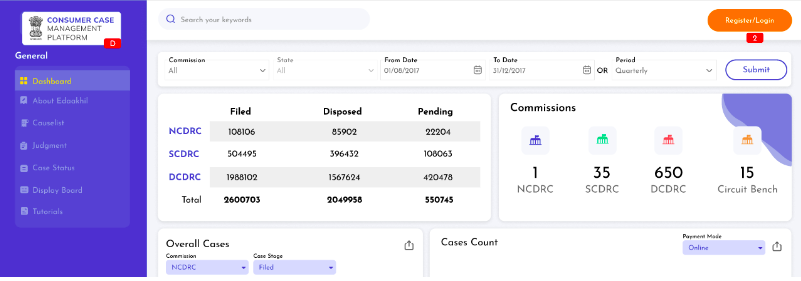 CONSUMER CASE
MANAGEMENT
PLATFORM
D
General
Dashboard
About Edaakhil
Causelist
Judgment
Case Status
Display Board
Tutorials
Search your keywords
Register/Login
2
Commission
All
State
All
From Date
01/08/2017
To Date
31/12/2017
OR
Period
Quarterly
Submit
Filed Disposed Pending
NCDRC 108106 85902 22204
SCDRC 504495 396432 108063
DCDRC 1988102 1567624 420478
Total 2600703 2049958 550745
Commissions
1 35 650 15
NCDRC SCDRC DCDRC Circuit Bench
Overall Cases
Commission Case Stage
NCDRC Filed
Cases Count
Payment Mode
Online